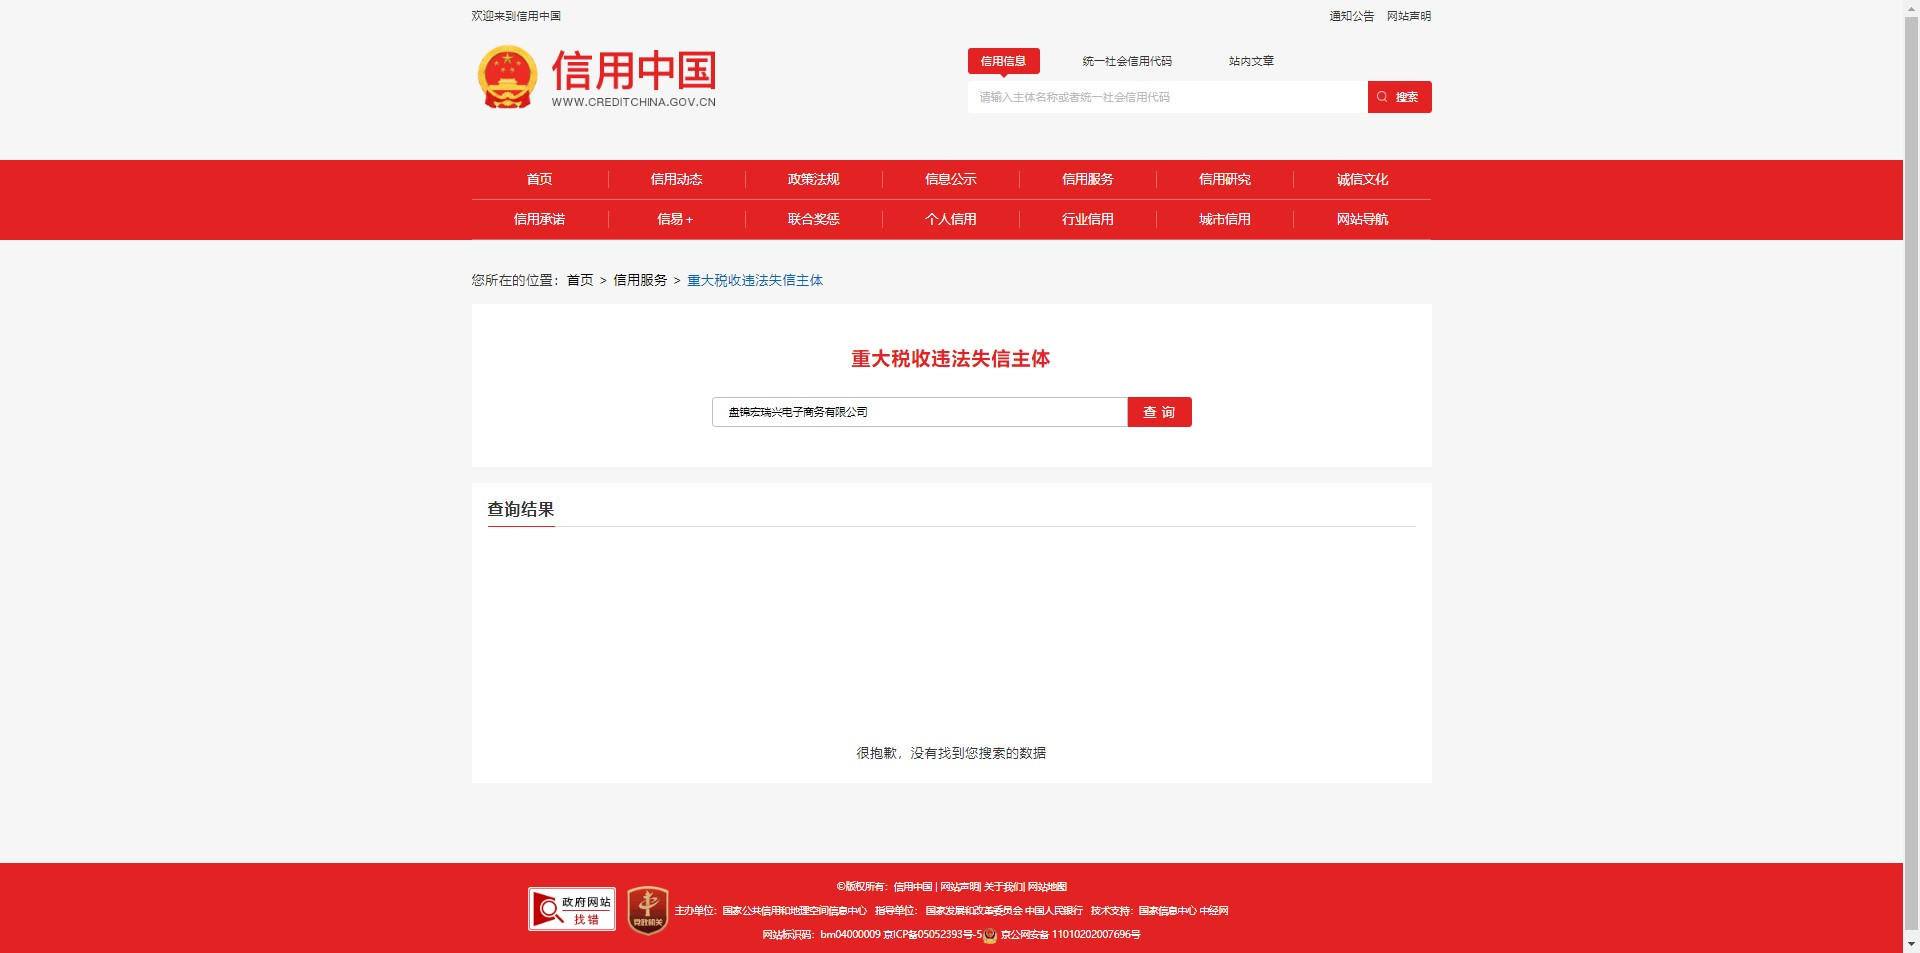 欢迎来到信用中国
通知公告 网站声明
信用中国
WWW.CREDITCHINA.GOV.CN
信用信息 统一社会信用代码 站内文章
请输入主体名称或者统一社会信用代码
搜索
首页 信用动态 政策法规 信息公示 信用服务 信用研究 诚信文化
信用承诺 信易+ 联合奖惩 个人信用 行业信用 城市信用 网站导航
您所在的位置：首页 > 信用服务 > 重大税收违法失信主体
重大税收违法失信主体
盘锦宏瑞兴电子商务有限公司
查 询
查询结果
很抱歉，没有找到您搜索的数据
政府网站
找错
党政机关
©版权所有：信用中国 | 网站声明| 关于我们| 网站地图
主办单位：国家公共信用和地理空间信息中心 指导单位：国家发展和改革委员会 中国人民银行 技术支持：国家信息中心 中经网
网站标识码：bm04000009 京ICP备05052393号-5 京公网安备 11010202007696号